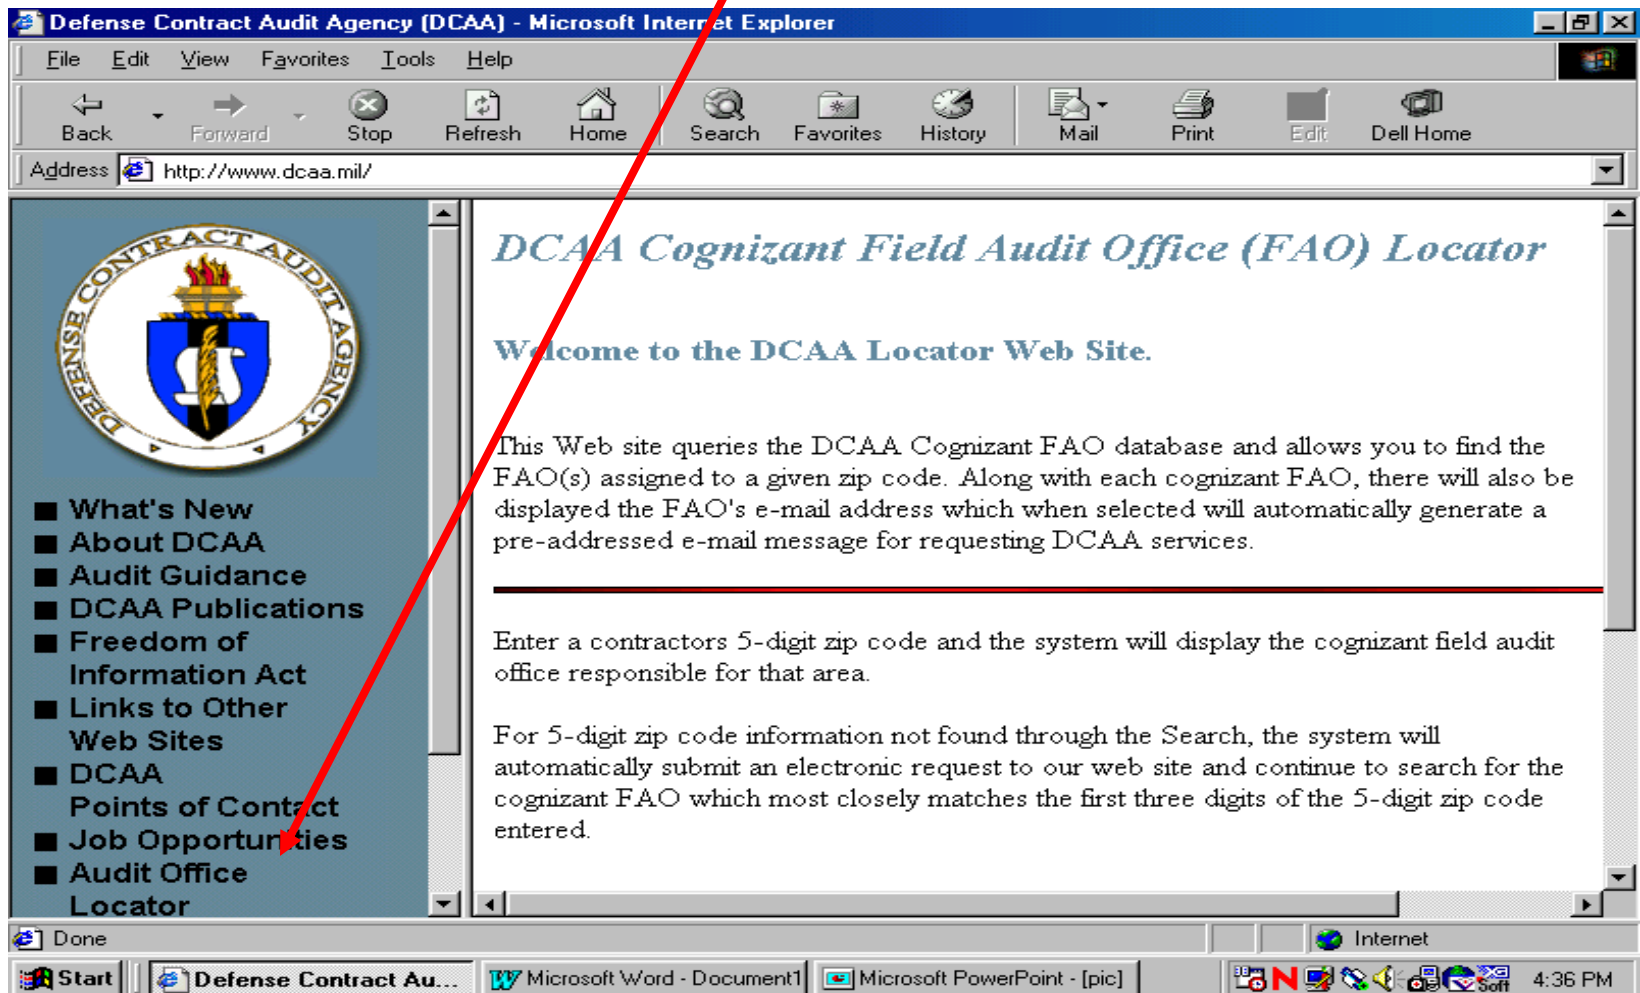 Defense Contract Audit Agency (DCAA) - Microsoft Internet Explorer
File Edit View Favorites Tools Help
Back Forward Stop Refresh Home Search Favorites History Mail Print Edit Dell Home
Address http://www.dcaa.mil/
DEFENSE CONTRACT AUDIT AGENCY
What's New
About DCAA
Audit Guidance
DCAA Publications
Freedom of
Information Act
Links to Other
Web Sites
DCAA
Points of Contact
Job Opportunities
Audit Office
Locator
DCAA Cognizant Field Audit Office (FAO) Locator
Welcome to the DCAA Locator Web Site.
This Web site queries the DCAA Cognizant FAO database and allows you to find the
FAO(s) assigned to a given zip code. Along with each cognizant FAO, there will also be
displayed the FAO's e-mail address which when selected will automatically generate a
pre-addressed e-mail message for requesting DCAA services.
Enter a contractors 5-digit zip code and the system will display the cognizant field audit
office responsible for that area.
For 5-digit zip code information not found through the Search, the system will
automatically submit an electronic request to our web site and continue to search for the
cognizant FAO which most closely matches the first three digits of the 5-digit zip code
entered.
Done Internet
Start Defense Contract Au... Microsoft Word - Document1 Microsoft PowerPoint - [pic] N Soft 4:36 PM